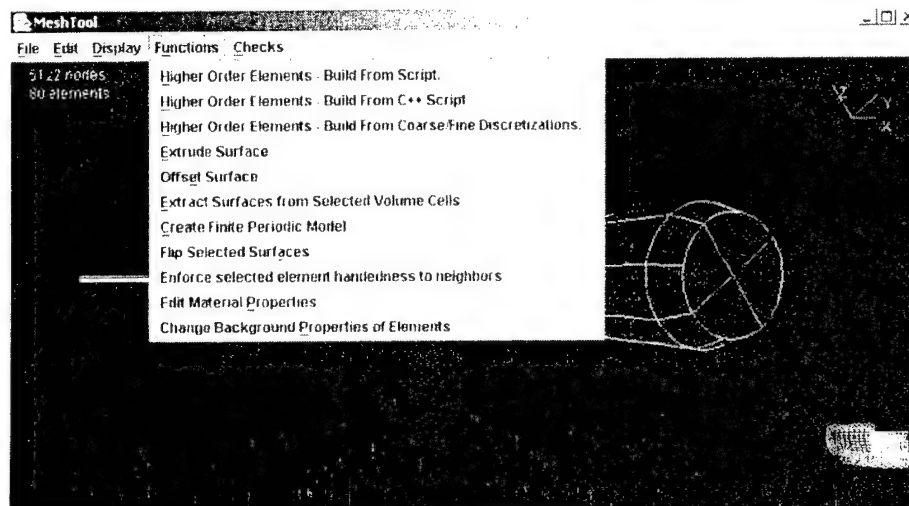 MeshTool
File Edit Display Functions Checks
5122 nodes
80 elements
Higher Order Elements - Build From Script.
Higher Order Elements - Build From C++ Script
Higher Order Elements - Build From Coarse/Fine Discretizations.
Extrude Surface
Offset Surface
Extract Surfaces from Selected Volume Cells
Create Finite Periodic Model
Flip Selected Surfaces
Enforce selected element handedness to neighbors
Edit Material Properties
Change Background Properties of Elements
Z
Y
X